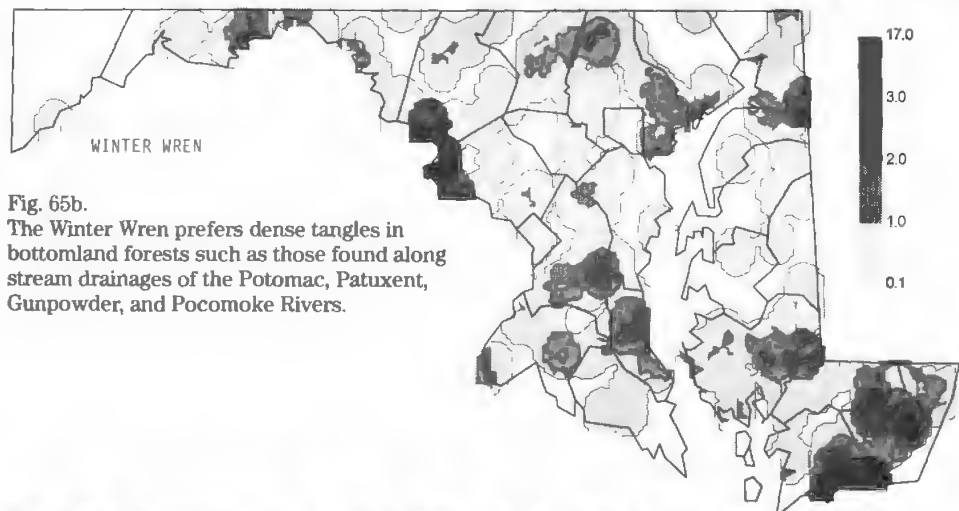 17.0
3.0
2.0
1.0
0.1
WINTER WREN
Fig. 65b.
The Winter Wren prefers dense tangles in
bottomland forests such as those found along
stream drainages of the Potomac, Patuxent,
Gunpowder, and Pocomoke Rivers.